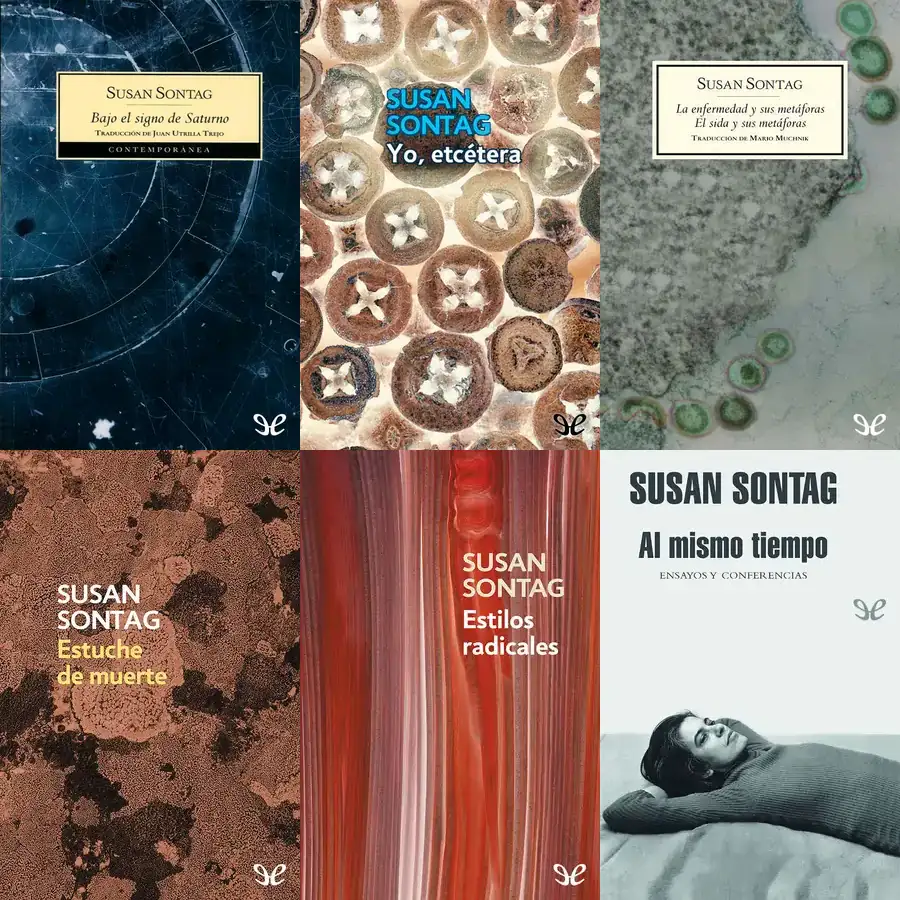 SUSAN SONTAG
Bajo el signo de Saturno
TRADUCCIÓN DE JUAN UTRILLA TREJO
CONTEMPORÁNEA
SUSAN
SONTAG
Yo, etcétera
SUSAN SONTAG
La enfermedad y sus metáforas
El sida y sus metáforas
TRADUCCIÓN DE MARIO MUCHNIK
SUSAN
SONTAG
Estuche
de muerte
SUSAN
SONTAG
Estilos
radicales
SUSAN SONTAG
Al mismo tiempo
ENSAYOS Y CONFERENCIAS